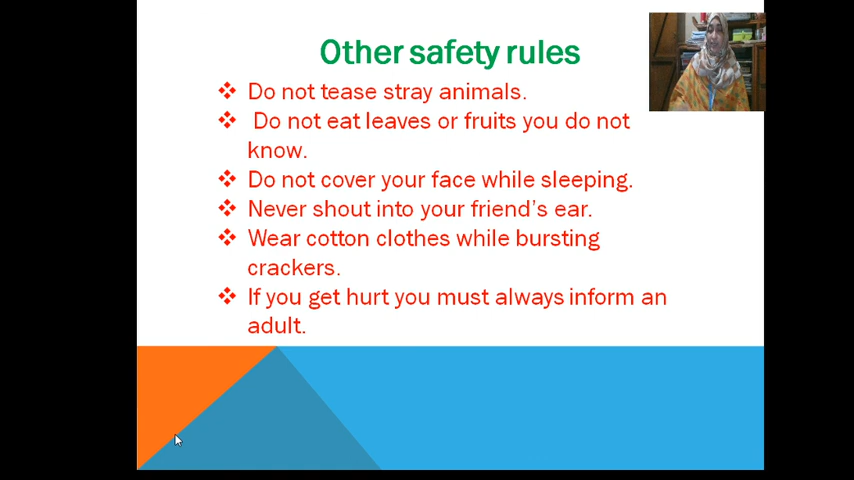 Other safety rules
Do not tease stray animals.
Do not eat leaves or fruits you do not
know.
Do not cover your face while sleeping.
Never shout into your friend's ear.
Wear cotton clothes while bursting
crackers.
If you get hurt you must always inform an
adult.